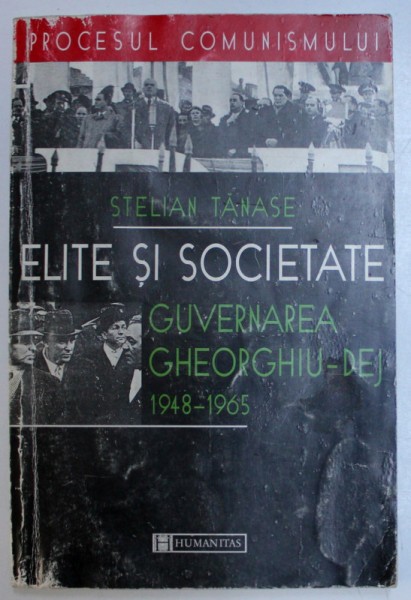 PROCESUL COMUNISMULUI
STELIAN TĂNASE
ELITE ȘI SOCIETATE
GUVERNAREA
GHEORGHIU-DEJ
1948-1965
H HUMANITAS